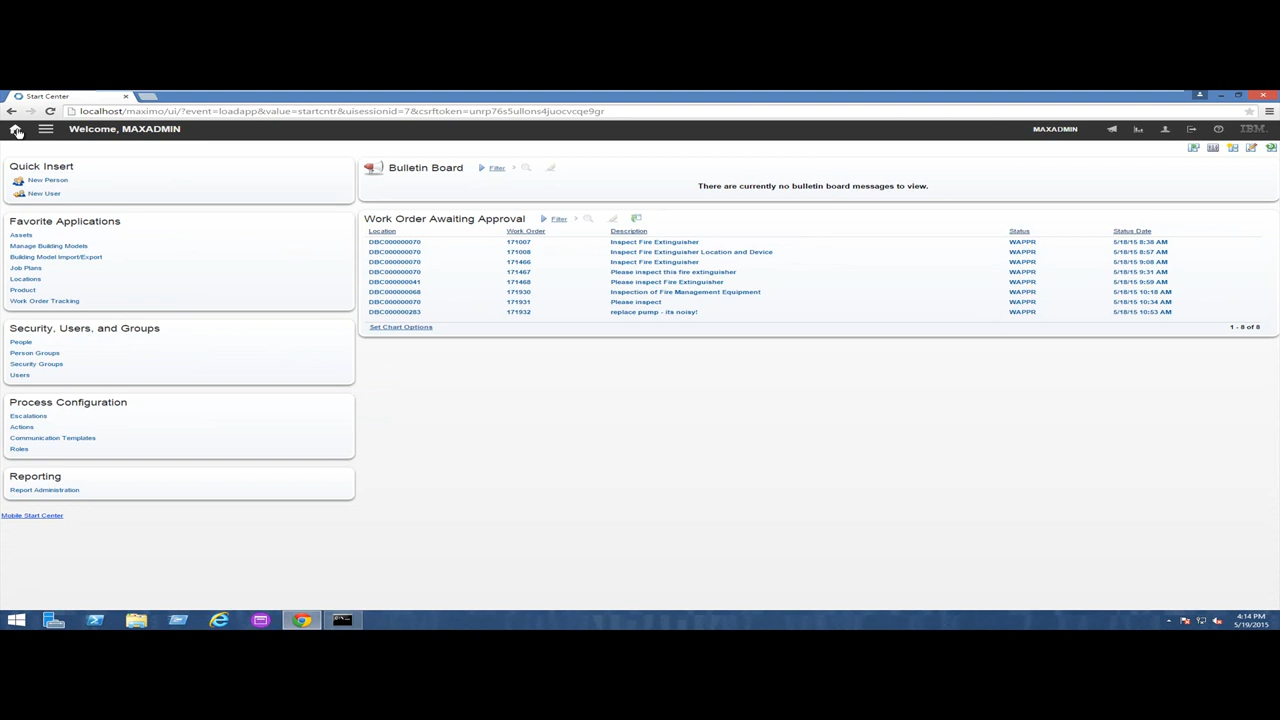 Start Center
localhost/maximo/ui/?event=loadapp&value=startcntr&uisessionid=7&csrftoken=unrp76s5ullons4juocvcqe9gr
Welcome, MAXADMIN
MAXADMIN
IBM
Quick Insert
New Person
New User
Favorite Applications
Assets
Manage Building Models
Building Model Import/Export
Job Plans
Locations
Product
Work Order Tracking
Security, Users, and Groups
People
Person Groups
Security Groups
Users
Process Configuration
Escalations
Actions
Communication Templates
Roles
Reporting
Report Administration
Mobile Start Center
Bulletin Board Filter
There are currently no bulletin board messages to view.
Work Order Awaiting Approval Filter
Location Work Order Description Status Status Date
DBC000000070 171007 Inspect Fire Extinguisher WAPPR 5/18/15 8:38 AM
DBC000000070 171008 Inspect Fire Extinguisher Location and Device WAPPR 5/18/15 8:57 AM
DBC000000070 171466 Inspect Fire Extinguisher WAPPR 5/18/15 9:08 AM
DBC000000070 171467 Please inspect this fire extinguisher WAPPR 5/18/15 9:31 AM
DBC000000041 171468 Please inspect Fire Extinguisher WAPPR 5/18/15 9:59 AM
DBC000000068 171930 Inspection of Fire Management Equipment WAPPR 5/18/15 10:18 AM
DBC000000070 171931 Please inspect WAPPR 5/18/15 10:34 AM
DBC000000283 171932 replace pump - its noisy! WAPPR 5/18/15 10:53 AM
Set Chart Options 1 - 8 of 8
4:14 PM
5/19/2015